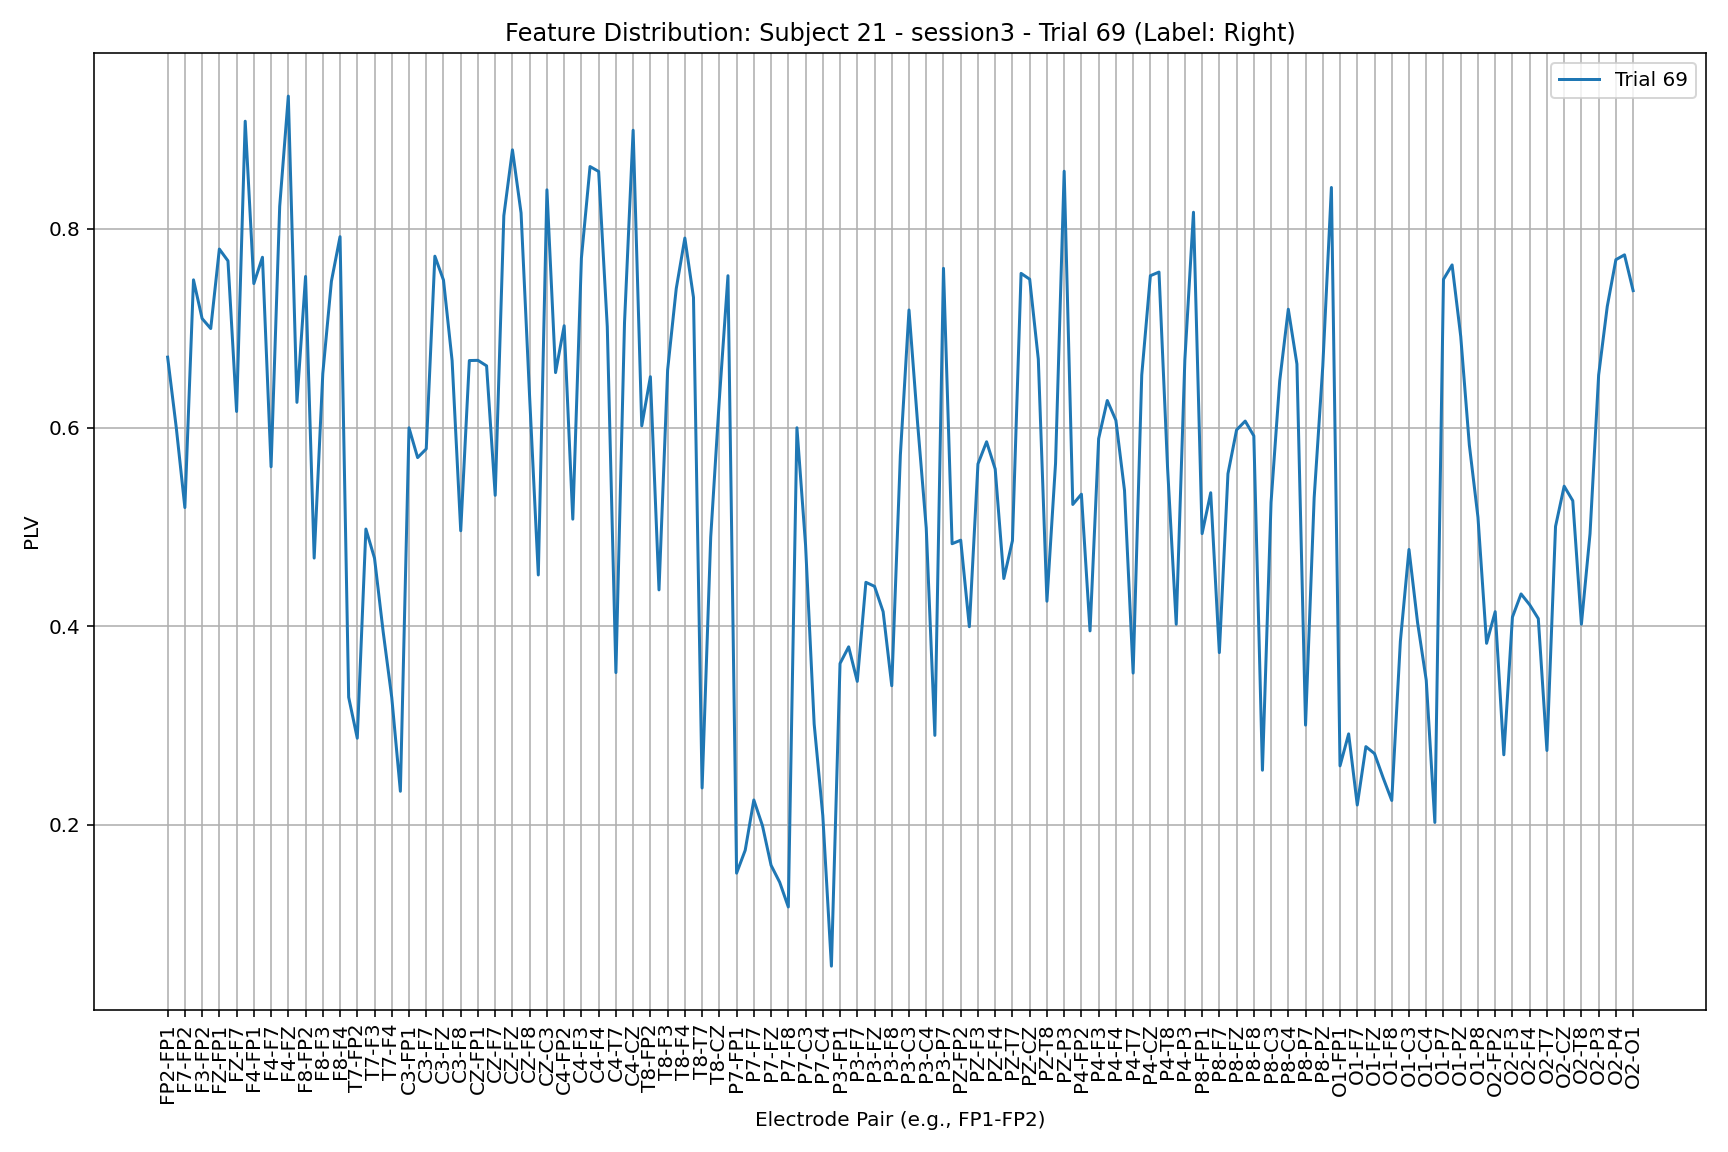 Feature Distribution: Subject 21 - session3 - Trial 69 (Label: Right)
Trial 69
PLV
0.8
0.6
0.4
0.2
FP2-FP1
F7-FP2
F3-FP2
FZ-FP1
FZ-F7
F4-FP1
F4-F7
F4-FZ
F8-FP2
F8-F3
F8-F4
T7-FP2
T7-F3
T7-F4
C3-FP1
C3-F7
C3-FZ
C3-F8
CZ-FP1
CZ-F7
CZ-FZ
CZ-F8
CZ-C3
C4-FP2
C4-F3
C4-F4
C4-T7
C4-CZ
T8-FP2
T8-F3
T8-F4
T8-T7
T8-CZ
P7-FP1
P7-F7
P7-FZ
P7-F8
P7-C3
P7-C4
P3-FP1
P3-F7
P3-FZ
P3-F8
P3-C3
P3-C4
P3-P7
PZ-FP2
PZ-F3
PZ-F4
PZ-T7
PZ-CZ
PZ-T8
PZ-P3
P4-FP2
P4-F3
P4-F4
P4-T7
P4-CZ
P4-T8
P4-P3
P8-FP1
P8-F7
P8-FZ
P8-F8
P8-C3
P8-C4
P8-P7
P8-PZ
O1-FP1
O1-F7
O1-FZ
O1-F8
O1-C3
O1-C4
O1-P7
O1-PZ
O1-P8
O2-FP2
O2-F3
O2-F4
O2-T7
O2-CZ
O2-T8
O2-P3
O2-P4
O2-O1
Electrode Pair (e.g., FP1-FP2)